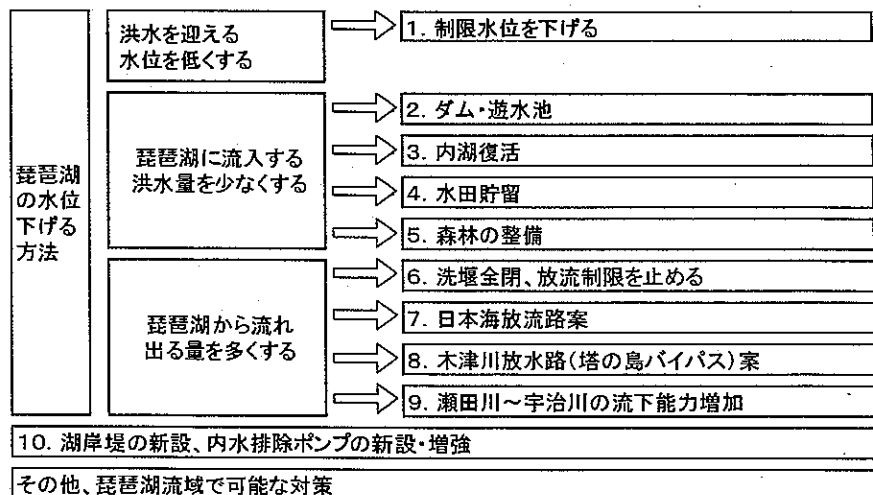 琵琶湖
の水位
下げる
方法
洪水を迎える
水位を低くする
1. 制限水位を下げる
琵琶湖に流入する
洪水量を少なくする
2. ダム・遊水池
3. 内湖復活
4. 水田貯留
5. 森林の整備
琵琶湖から流れ
出る量を多くする
6. 洗堰全閉、放流制限を止める
7. 日本海放流路案
8. 木津川放水路(塔の島バイパス)案
9. 瀬田川～宇治川の流下能力増加
10. 湖岸堤の新設、内水排除ポンプの新設・増強
その他、琵琶湖流域で可能な対策